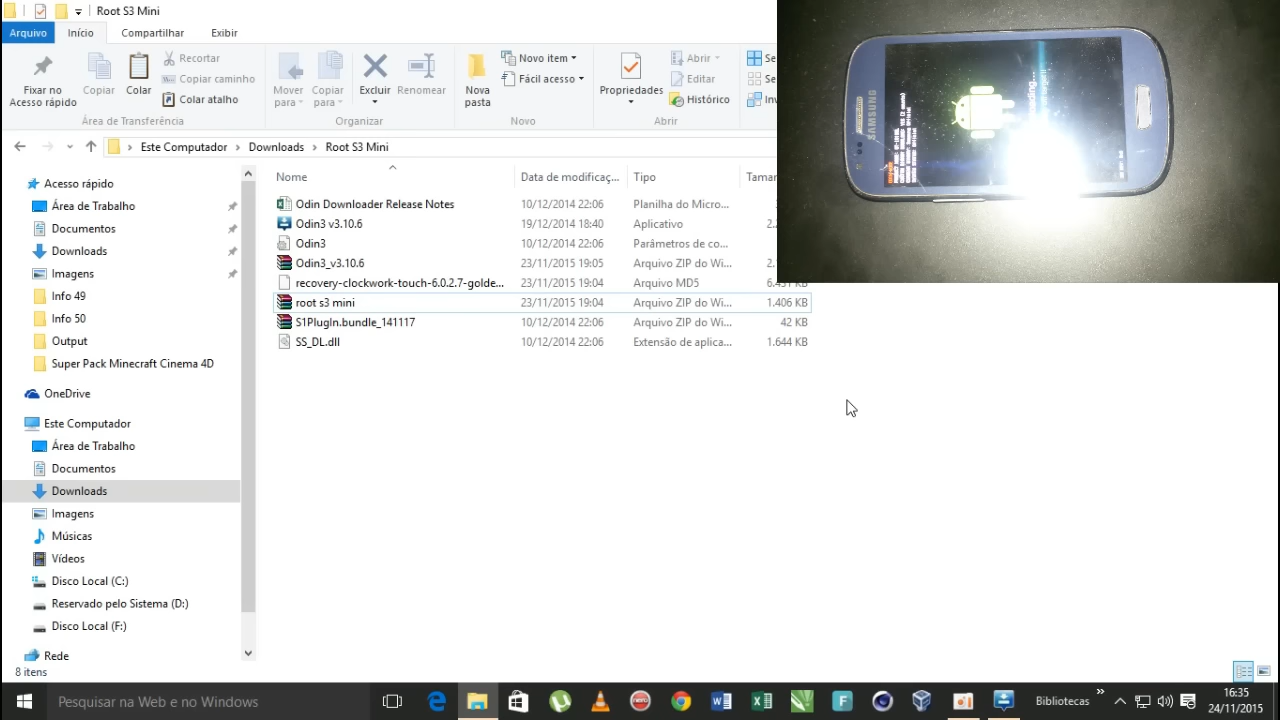 Root S3 Mini
Arquivo Início Compartilhar Exibir
Fixar no Acesso rápido
Copiar
Colar
Recortar
Copiar caminho
Colar atalho
Mover para
Copiar para
Excluir
Renomear
Nova pasta
Novo item
Fácil acesso
Propriedades
Abrir
Editar
Histórico
Se
Se
Inv
Área de Transferência Organizar Novo Abrir
Este Computador Downloads Root S3 Mini
Nome Data de modificaç... Tipo Tamar
Odin Downloader Release Notes 10/12/2014 22:06 Planilha do Micro...
Odin3 v3.10.6 19/12/2014 18:40 Aplicativo
Odin3 10/12/2014 22:06 Parâmetros de co...
Odin3_v3.10.6 23/11/2015 19:05 Arquivo ZIP do Wi...
recovery-clockwork-touch-6.0.2.7-golde... 23/11/2015 19:04 Arquivo MD5 6.451 KB
root s3 mini 23/11/2015 19:04 Arquivo ZIP do Wi... 1.406 KB
S1PlugIn.bundle_141117 10/12/2014 22:06 Arquivo ZIP do Wi... 42 KB
SS_DL.dll 10/12/2014 22:06 Extensão de aplica... 1.644 KB
Acesso rápido
Área de Trabalho
Documentos
Downloads
Imagens
Info 49
Info 50
Output
Super Pack Minecraft Cinema 4D
OneDrive
Este Computador
Área de Trabalho
Documentos
Downloads
Imagens
Músicas
Vídeos
Disco Local (C:)
Reservado pelo Sistema (D:)
Disco Local (F:)
Rede
8 itens
SAMSUNG
Pesquisar na Web e no Windows
Bibliotecas
16:35
24/11/2015